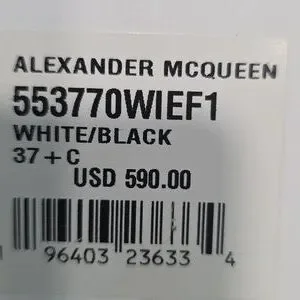 ALEXANDER MCQUEEN
553770WIEF1
WHITE/BLACK
37+C
USD 590.00
96403 23633 4